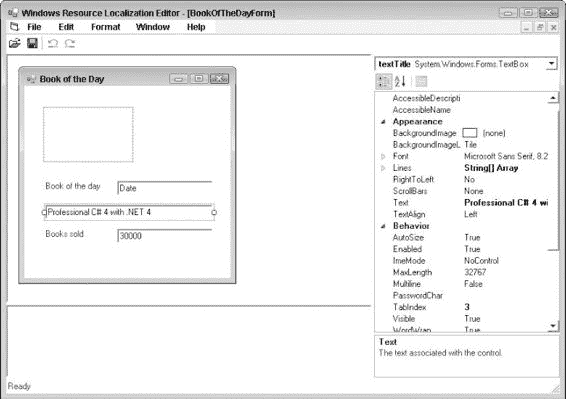 Windows Resource Localization Editor - [BookOfTheDayForm]
File Edit Format Window Help
Book of the Day
Book of the day Date
Professional C# 4 with .NET 4
Books sold 30000
textTitle System.Windows.Forms.TextBox
AccessibleDescripti
AccessibleName
Appearance
BackgroundImage (none)
BackgroundImageL Tile
Font Microsoft Sans Serif, 8.2
Lines String[] Array
RightToLeft No
ScrollBars None
Text Professional C# 4 wi
TextAlign Left
Behavior
AutoSize True
Enabled True
ImeMode NoControl
MaxLength 32767
Multiline False
PasswordChar
TabIndex 3
Visible True
WordWrap True
Text
The text associated with the control.
Ready